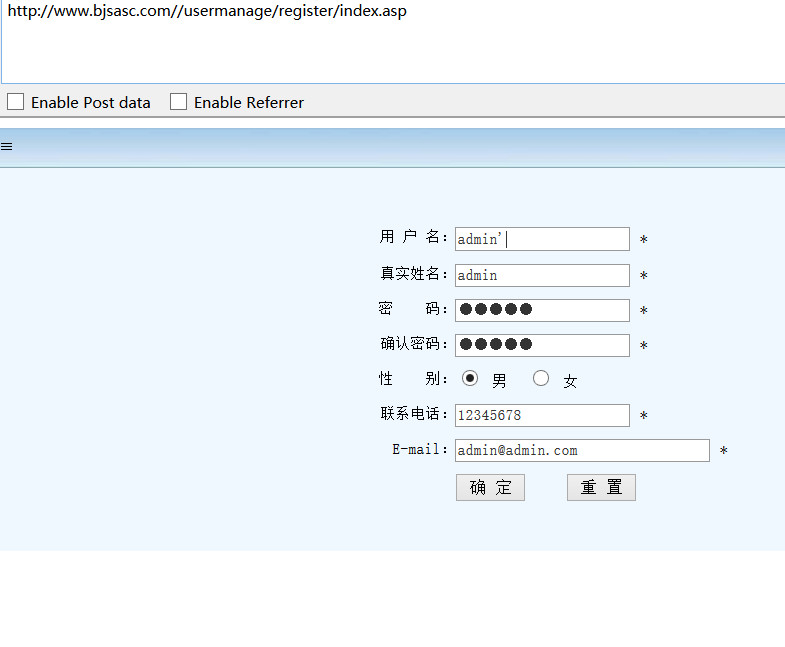 http://www.bjsasc.com//usermanage/register/index.asp
Enable Post data Enable Referrer
用 户 名： admin' *
真实姓名： admin *
密 码： ●●●●● *
确认密码： ●●●●● *
性 别： 男 女
联系电话： 12345678 *
E-mail： admin@admin.com *
确 定 重 置